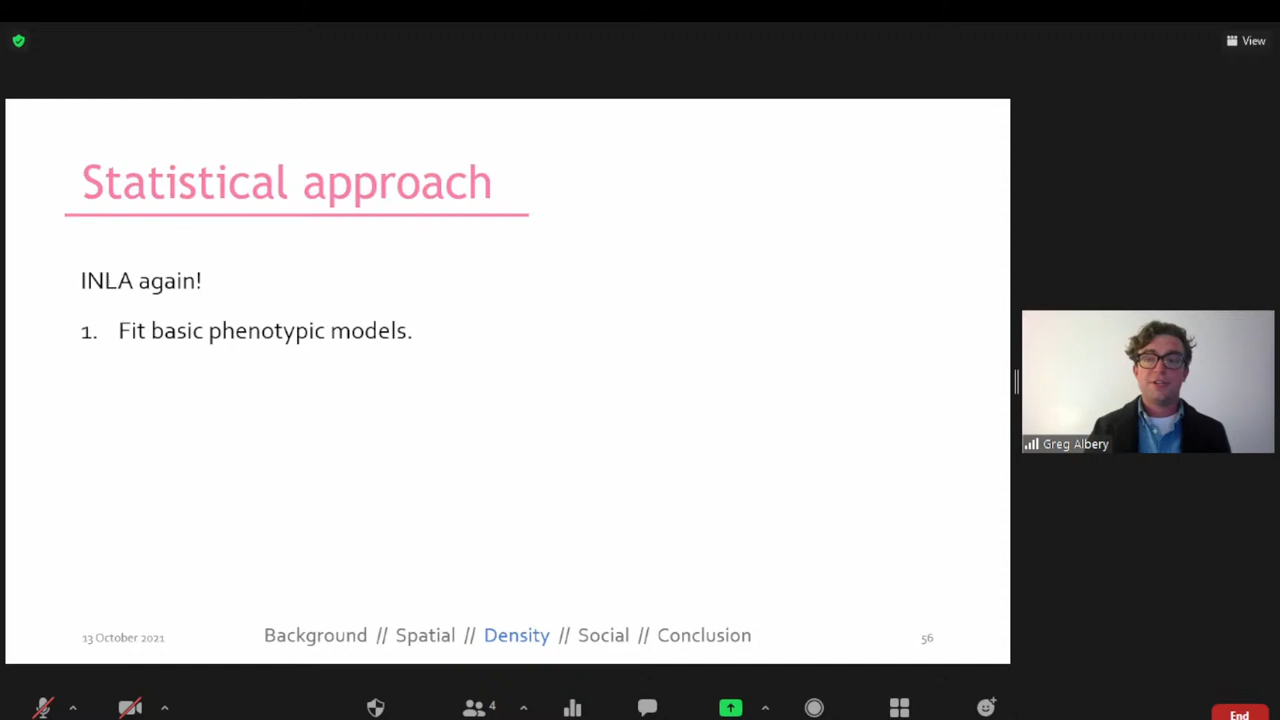 View
Statistical approach
INLA again!
1. Fit basic phenotypic models.
Greg Albery
13 October 2021
Background // Spatial // Density // Social // Conclusion
56
4
End